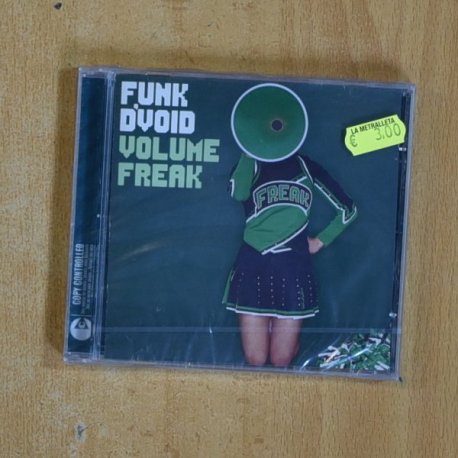 FUNK
D'VOID
VOLUME
FREAK
FREAK
LA METRALLETA
€ 3,00
COPY CONTROLLED